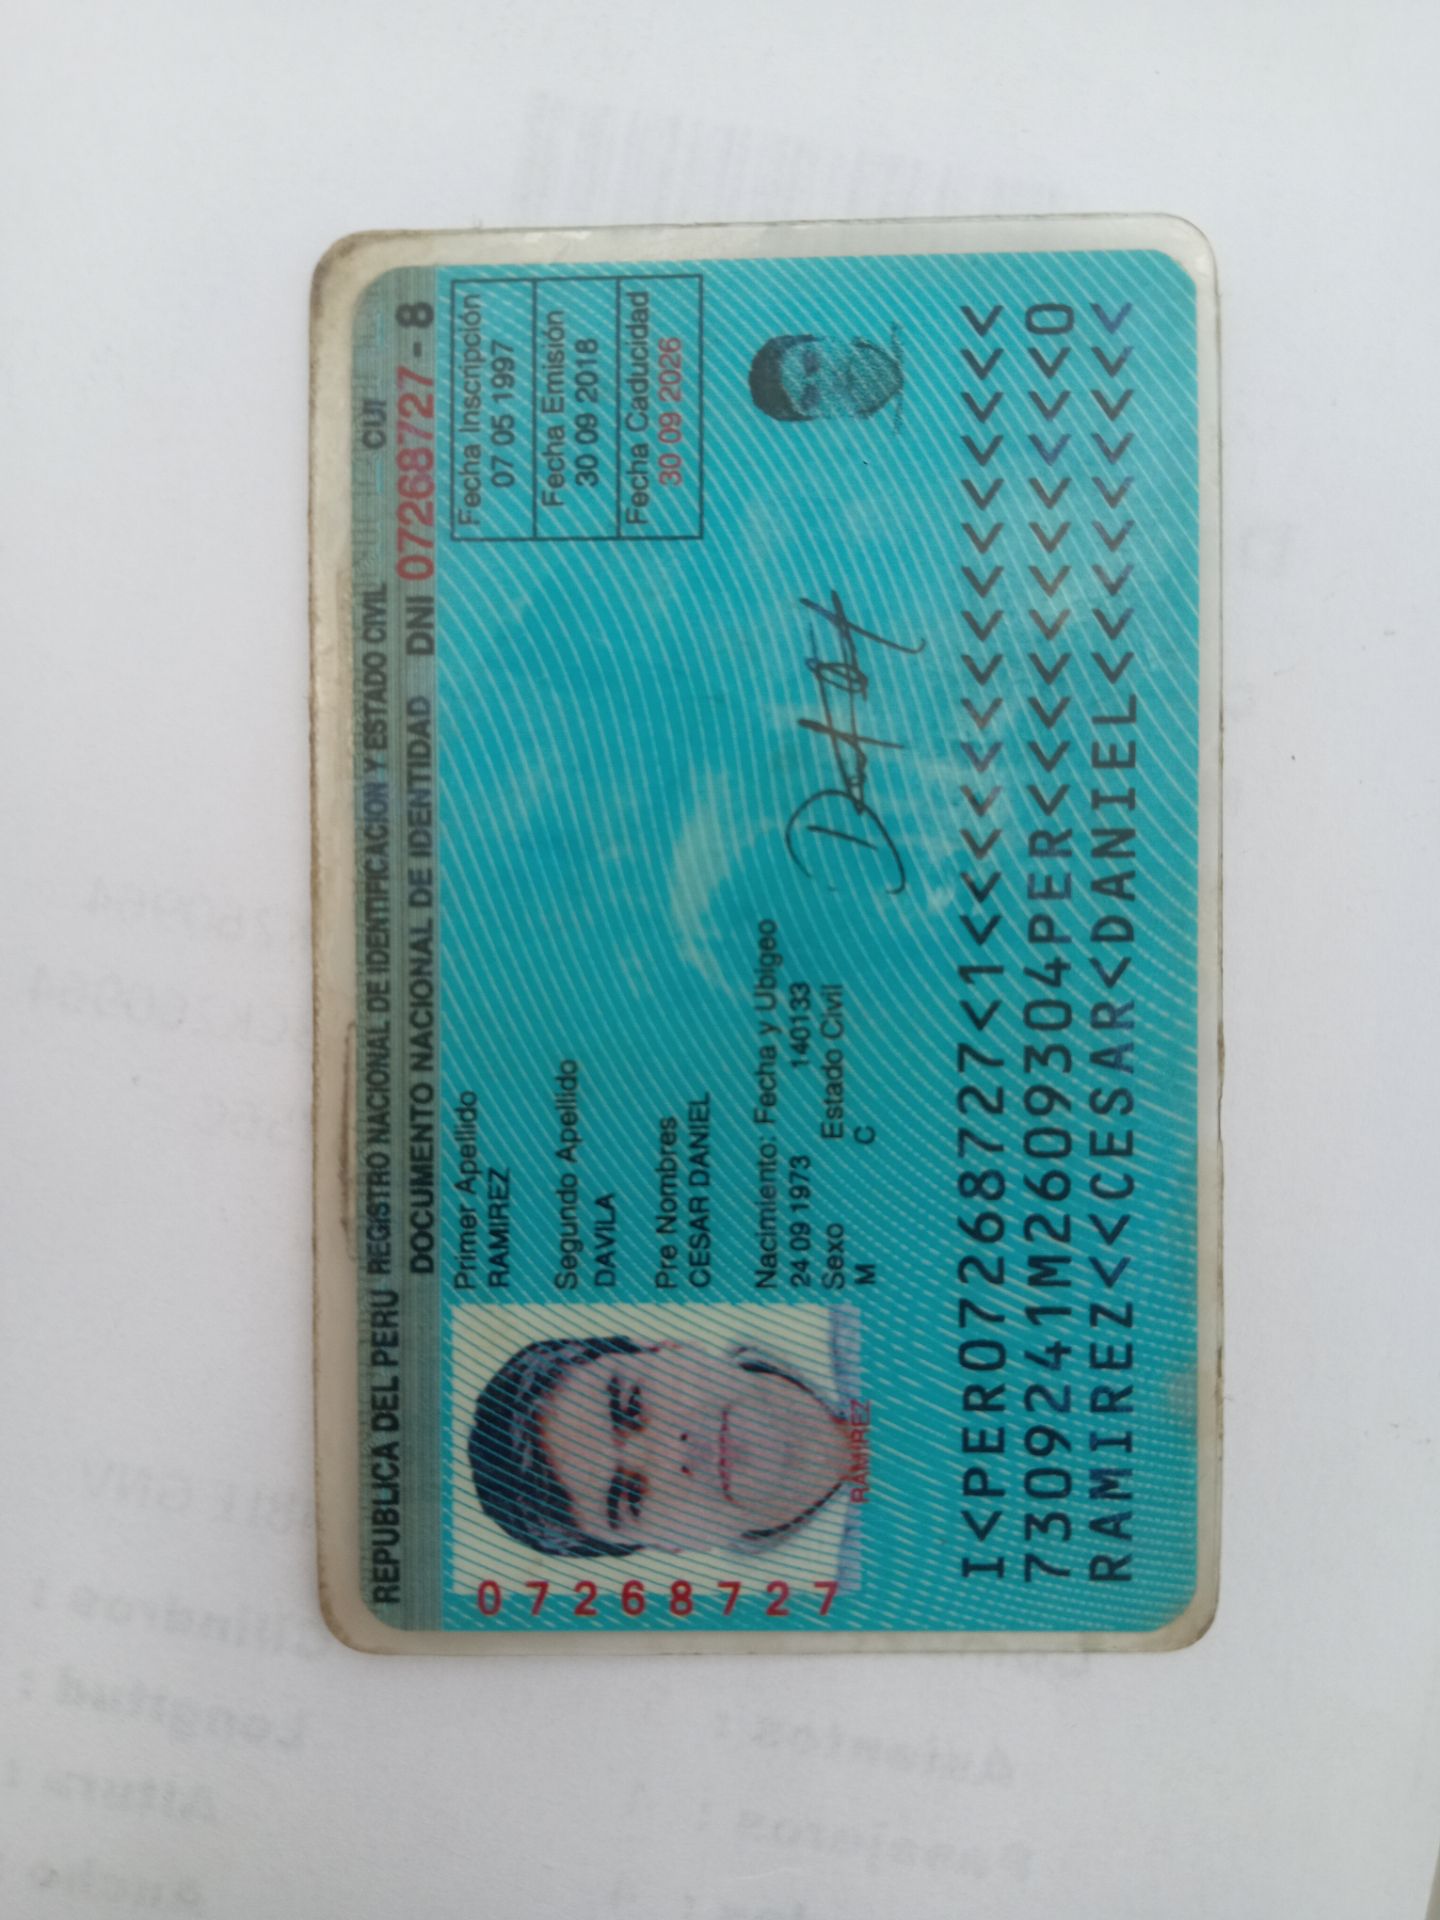 REPUBLICA DEL PERU REGISTRO NACIONAL DE IDENTIFICACION Y ESTADO CIVIL CUI
DOCUMENTO NACIONAL DE IDENTIDAD DNI 07268727 - 8
Primer Apellido
RAMIREZ
Segundo Apellido
DAVILA
Pre Nombres
CESAR DANIEL
Nacimiento: Fecha y Ubigeo
24 09 1973 140133
Sexo Estado Civil
M C
Fecha Inscripción
07 05 1997
Fecha Emisión
30 09 2018
Fecha Caducidad
30 09 2026
07268727
RAMIREZ
I<PER07268727<1<<<<<<<<<<<<<<<
7309241M2609304PER<<<<<<<<<<<0
RAMIREZ<<CESAR<DANIEL<<<<<<<<<